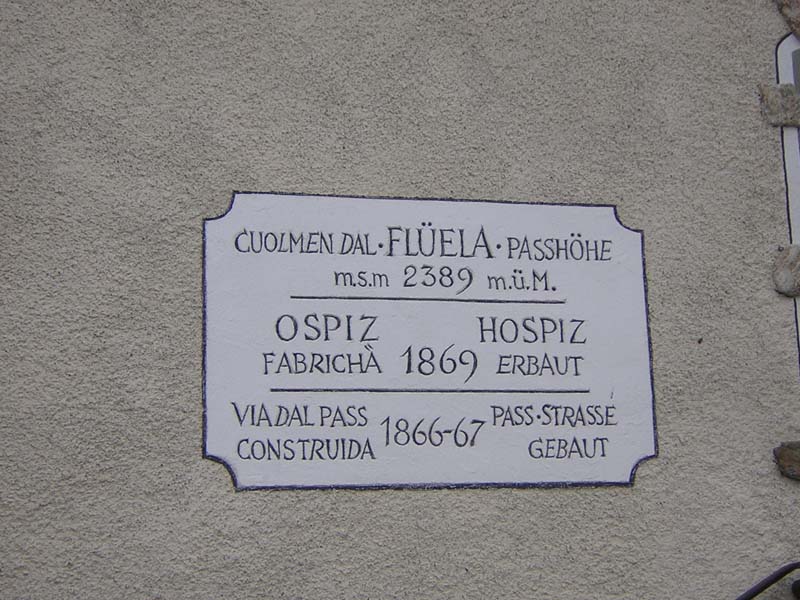 CUOLMEN DAL·FLÜELA·PASSHÖHE
m.s.m 2389 m.ü.M.
OSPIZ HOSPIZ
FABRICHÀ 1869 ERBAUT
VIA DAL PASS 1866-67 PASS·STRASSE
CONSTRUIDA GEBAUT